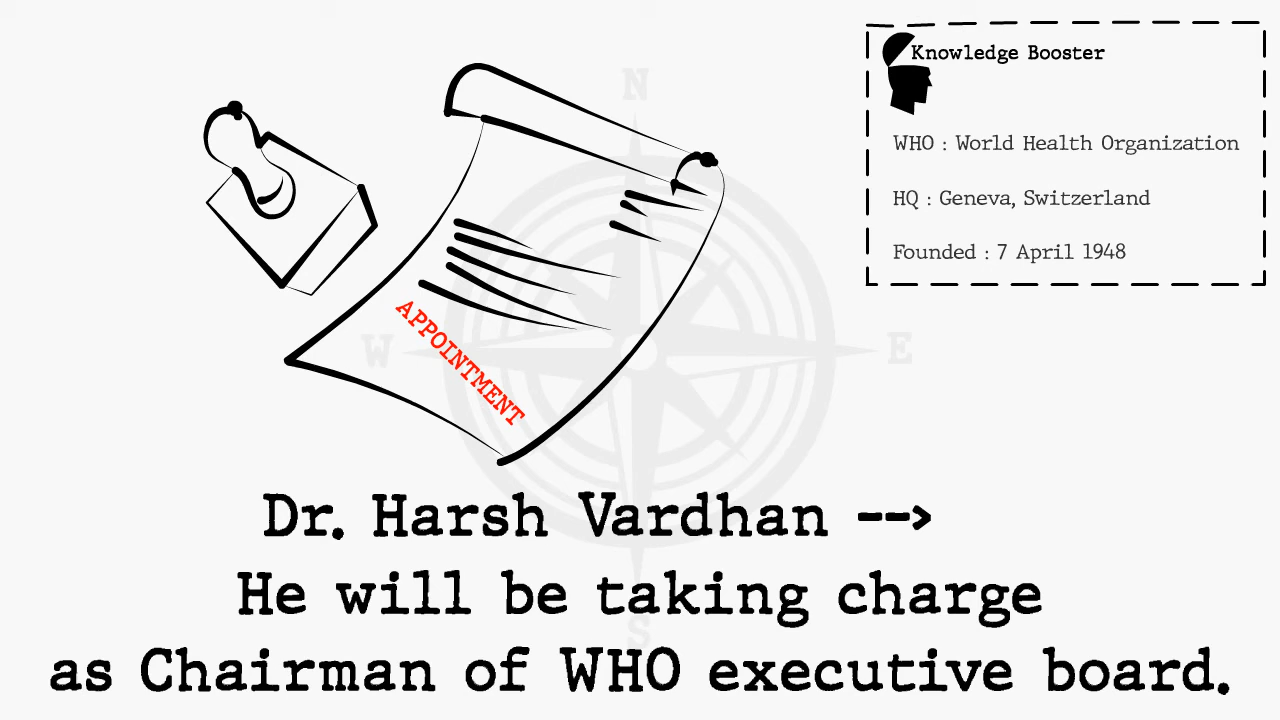 Knowledge Booster
WHO : World Health Organization
HQ : Geneva, Switzerland
Founded : 7 April 1948
N
W
E
S
APPOINTMENT
Dr. Harsh Vardhan -->
He will be taking charge
as Chairman of WHO executive board.